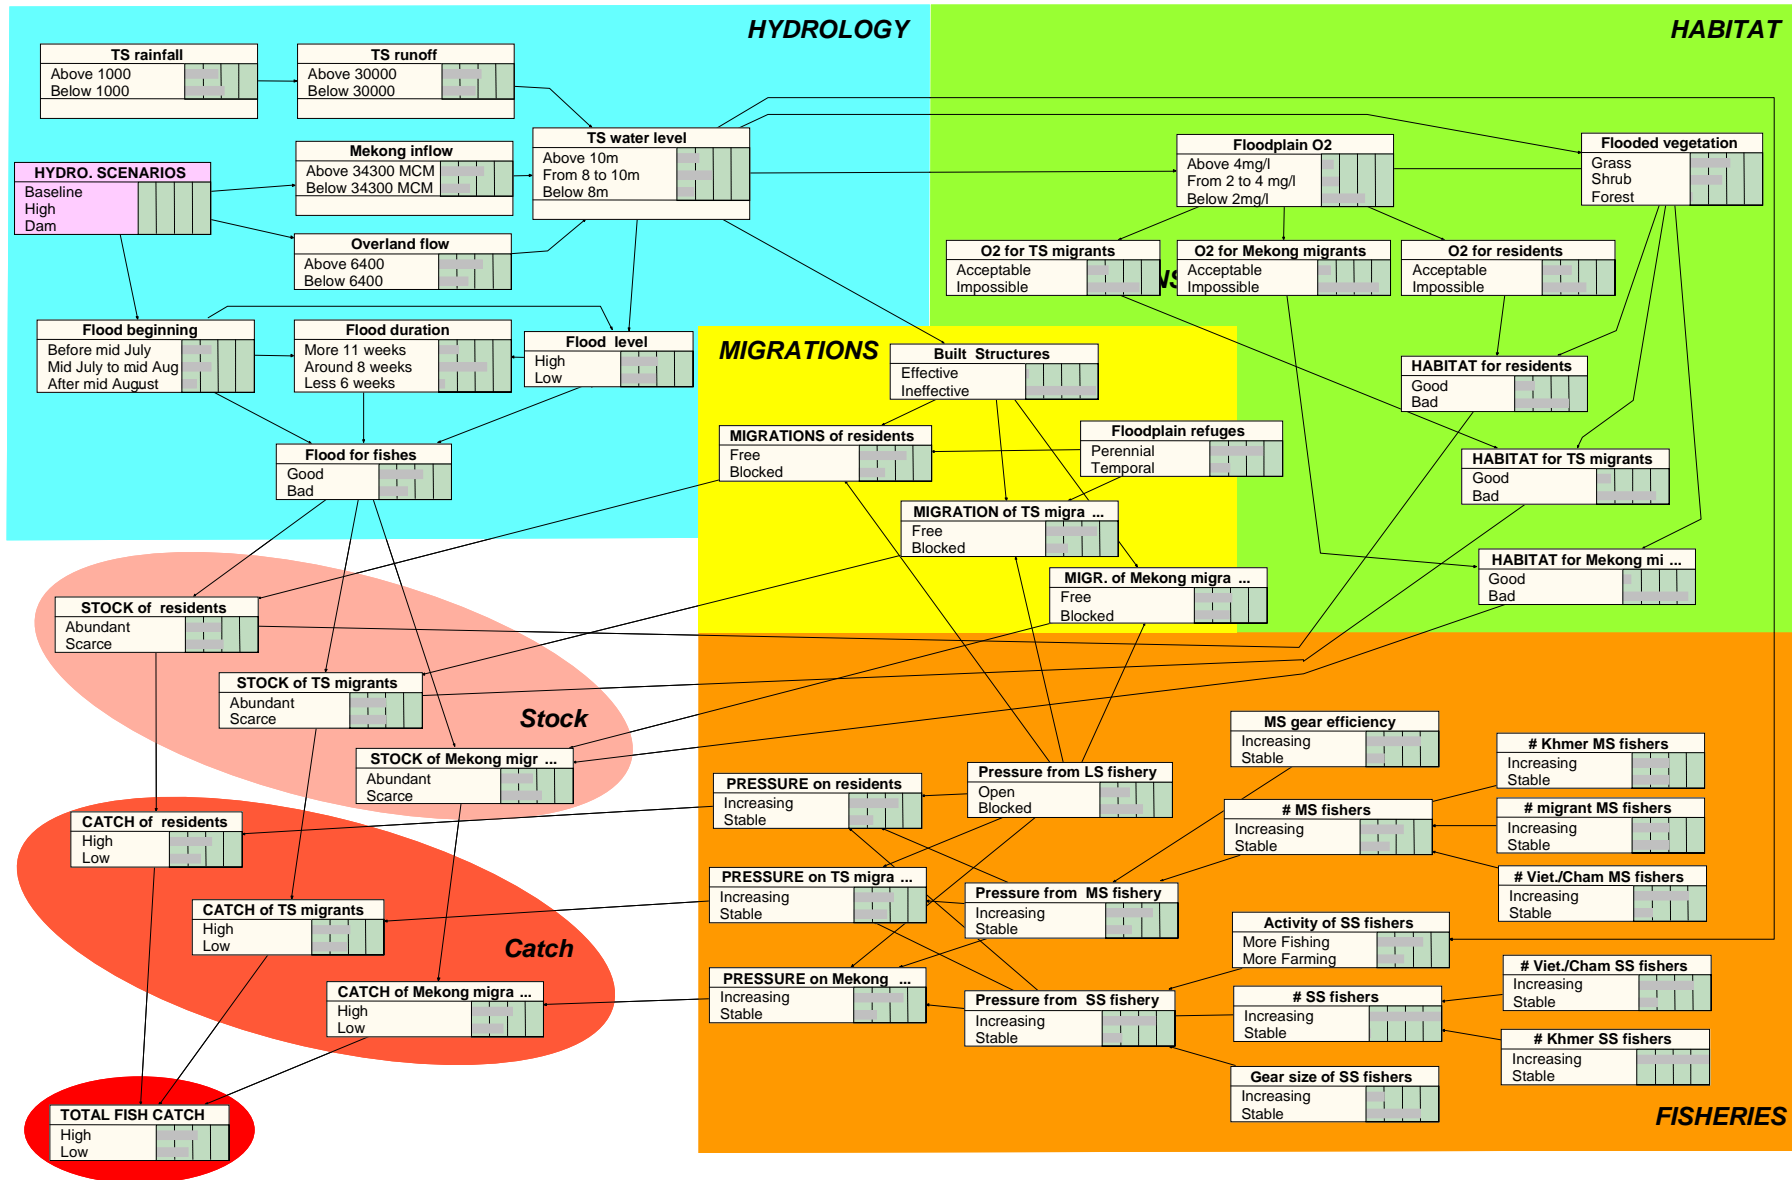 HYDROLOGY
HABITAT
TS rainfall
Above 1000
Below 1000
TS runoff
Above 30000
Below 30000
TS water level
Above 10m
From 8 to 10m
Below 8m
Mekong inflow
Above 34300 MCM
Below 34300 MCM
HYDRO. SCENARIOS
Baseline
High
Dam
Overland flow
Above 6400
Below 6400
Flood beginning
Before mid July
Mid July to mid Aug
After mid August
Flood duration
More 11 weeks
Around 8 weeks
Less 6 weeks
Flood level
High
Low
Flood for fishes
Good
Bad
Floodplain O2
Above 4mg/l
From 2 to 4 mg/l
Below 2mg/l
Flooded vegetation
Grass
Shrub
Forest
O2 for TS migrants
Acceptable
Impossible
O2 for Mekong migrants
Acceptable
Impossible
O2 for residents
Acceptable
Impossible
NS
HABITAT for residents
Good
Bad
HABITAT for TS migrants
Good
Bad
HABITAT for Mekong mi ...
Good
Bad
MIGRATIONS
Built Structures
Effective
Ineffective
MIGRATIONS of residents
Free
Blocked
Floodplain refuges
Perennial
Temporal
MIGRATION of TS migra ...
Free
Blocked
MIGR. of Mekong migra ...
Free
Blocked
STOCK of residents
Abundant
Scarce
STOCK of TS migrants
Abundant
Scarce
Stock
STOCK of Mekong migr ...
Abundant
Scarce
CATCH of residents
High
Low
CATCH of TS migrants
High
Low
Catch
CATCH of Mekong migra ...
High
Low
TOTAL FISH CATCH
High
Low
PRESSURE on residents
Increasing
Stable
PRESSURE on TS migra ...
Increasing
Stable
PRESSURE on Mekong ...
Increasing
Stable
Pressure from LS fishery
Open
Blocked
Pressure from MS fishery
Increasing
Stable
Pressure from SS fishery
Increasing
Stable
MS gear efficiency
Increasing
Stable
# MS fishers
Increasing
Stable
# Khmer MS fishers
Increasing
Stable
# migrant MS fishers
Increasing
Stable
# Viet./Cham MS fishers
Increasing
Stable
Activity of SS fishers
More Fishing
More Farming
# SS fishers
Increasing
Stable
# Viet./Cham SS fishers
Increasing
Stable
# Khmer SS fishers
Increasing
Stable
Gear size of SS fishers
Increasing
Stable
FISHERIES